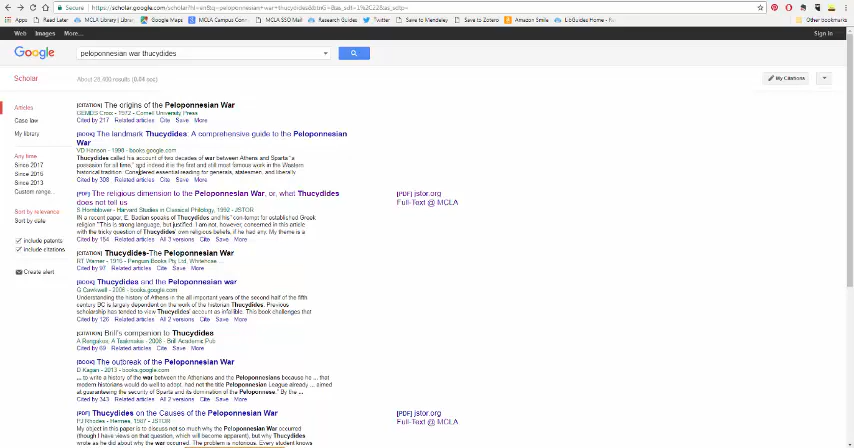 Secure https://scholar.google.com/scholar?hl=en&q=peloponnesian+war+thucydides&btnG=&as_sdt=1%2C22&as_sdtp=
Apps Read Later MCLA Library | Libra Google Maps MCLA Campus Conn MCLA SSO Mail Research Guides Twitter Save to Mendeley Save to Zotero Amazon Smile LibGuides Home · Res Other bookmarks
Web Images More... Sign in
Google peloponnesian war thucydides
Scholar About 28,400 results (0.04 sec) My Citations
Articles
Case law
My library
Any time
Since 2017
Since 2016
Since 2013
Custom range...
Sort by relevance
Sort by date
include patents
include citations
Create alert
[CITATION] The origins of the Peloponnesian War
GEMDS Croix - 1972 - Cornell University Press
Cited by 217 Related articles Cite Save More
[BOOK] The landmark Thucydides: A comprehensive guide to the Peloponnesian
War
VD Hanson - 1998 - books.google.com
Thucydides called his account of two decades of war between Athens and Sparta "a
possession for all time," and indeed it is the first and still most famous work in the Western
historical tradition. Considered essential reading for generals, statesmen, and liberally
Cited by 308 Related articles Cite Save More
[PDF] The religious dimension to the Peloponnesian War, or, what Thucydides
does not tell us
S Hornblower - Harvard Studies in Classical Philology, 1992 - JSTOR
IN a recent paper, E. Badian speaks of Thucydides and his" contempt for established Greek
religion "This is strong language, but justified. I am not, however, concerned in this article
with the tricky question of Thucydides' own religious beliefs, if he had any. My theme is a
Cited by 154 Related articles All 3 versions Cite Save More
[PDF] jstor.org
Full-Text @ MCLA
[CITATION] Thucydides-The Peloponnesian war
RT Warner - 1916 - Penguin Books Pty, Ltd, Whitehorse...
Cited by 97 Related articles Cite Save More
[BOOK] Thucydides and the Peloponnesian war
G Cawkwell - 2006 - books.google.com
Understanding the history of Athens in the all important years of the second half of the fifth
century BC is largely dependent on the work of the historian Thucydides. Previous
scholarship has tended to view Thucydides' account as infallible. This book challenges that
Cited by 126 Related articles All 2 versions Cite Save More
[CITATION] Brill's companion to Thucydides
A Rengakos, A Tsakmakis - 2006 - Brill Academic Pub
Cited by 69 Related articles Cite Save More
[BOOK] The outbreak of the Peloponnesian War
D Kagan - 2013 - books.google.com
... to write a history of the war between the Athenians and the Peloponnesians because he ... that
modern historians would do well to adopt, had not the title Peloponnesian League already ... aimed
at guaranteeing the security of Sparta and its domination of the Peloponnese." By the ...
Cited by 343 Related articles All 2 versions Cite Save More
[PDF] Thucydides on the Causes of the Peloponnesian War
PJ Rhodes - Hermes, 1987 - JSTOR
My object in this paper is to discuss not so much why the Peloponnesian War occurred
(though I have views on that question, which will become apparent), but why Thucydides
wrote as he did about why the war occurred. The problem is notorious. Every student knows
[PDF] jstor.org
Full-Text @ MCLA